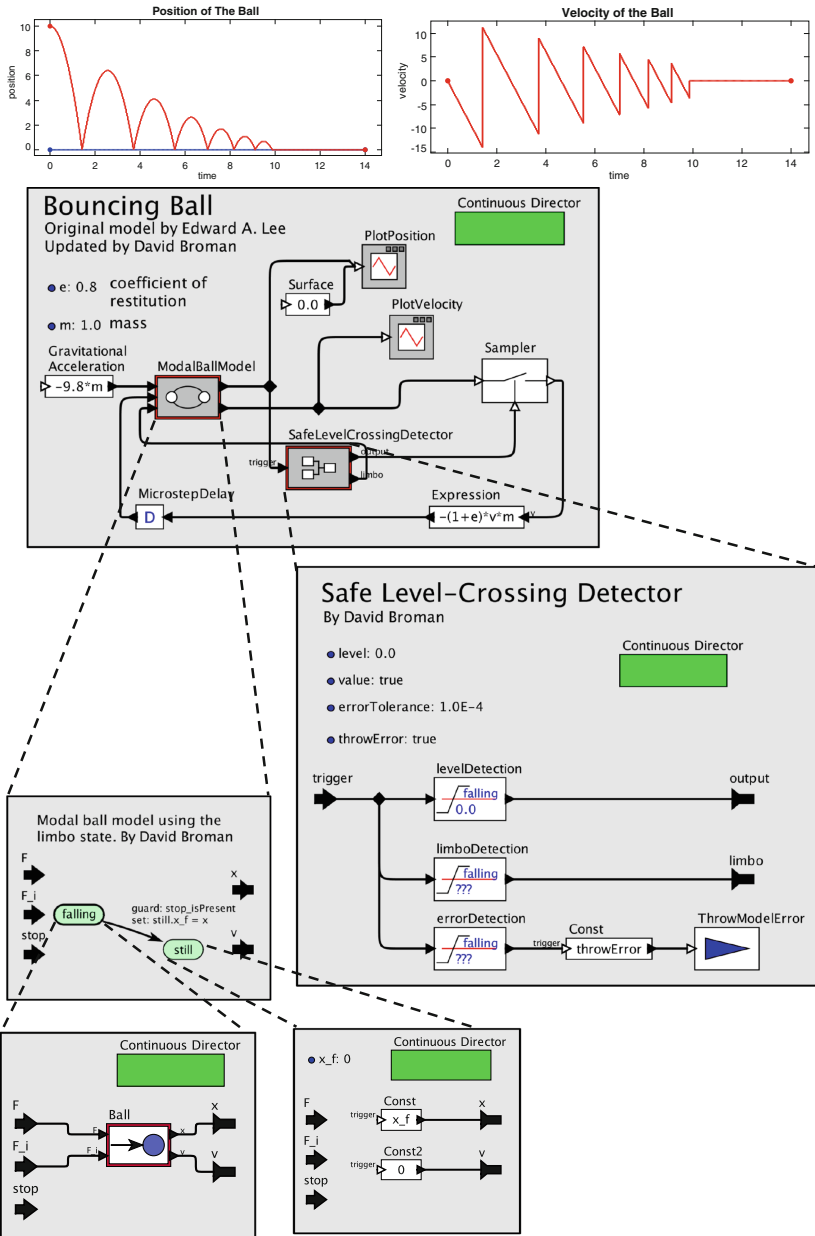 Position of The Ball
10
8
6
4
2
0
position
0 2 4 6 8 10 12 14
time
Velocity of the Ball
10
5
0
-5
-10
-15
velocity
0 2 4 6 8 10 12 14
time
Bouncing Ball
Original model by Edward A. Lee
Updated by David Broman
Continuous Director
e: 0.8 coefficient of
restitution
m: 1.0 mass
PlotPosition
Surface
0.0
PlotVelocity
Gravitational
Acceleration
-9.8*m
ModalBallModel
Sampler
SafeLevelCrossingDetector
trigger
output
limbo
MicrostepDelay
D
Expression
-(1+e)*v*m
v
Safe Level-Crossing Detector
By David Broman
Continuous Director
level: 0.0
value: true
errorTolerance: 1.0E-4
throwError: true
trigger
levelDetection
falling
0.0
output
limboDetection
falling
???
limbo
errorDetection
falling
???
trigger
Const
throwError
ThrowModelError
Modal ball model using the
limbo state. By David Broman
F
F_i
stop
falling
guard: stop_isPresent
set: still.x_f = x
still
x
v
Continuous Director
F
F_i
stop
Ball
F
F_i
x
v
x
v
Continuous Director
x_f: 0
F
F_i
stop
Const
trigger
x_f
x
Const2
trigger
0
v